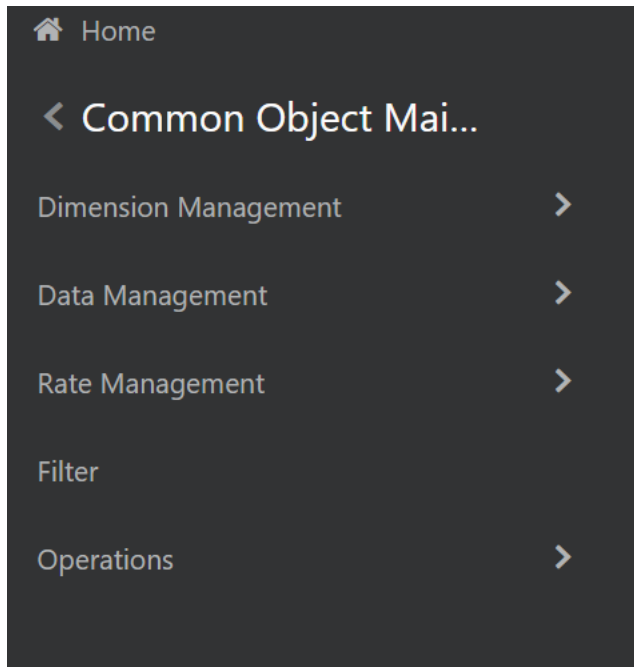 Home
Common Object Mai...
Dimension Management
Data Management
Rate Management
Filter
Operations